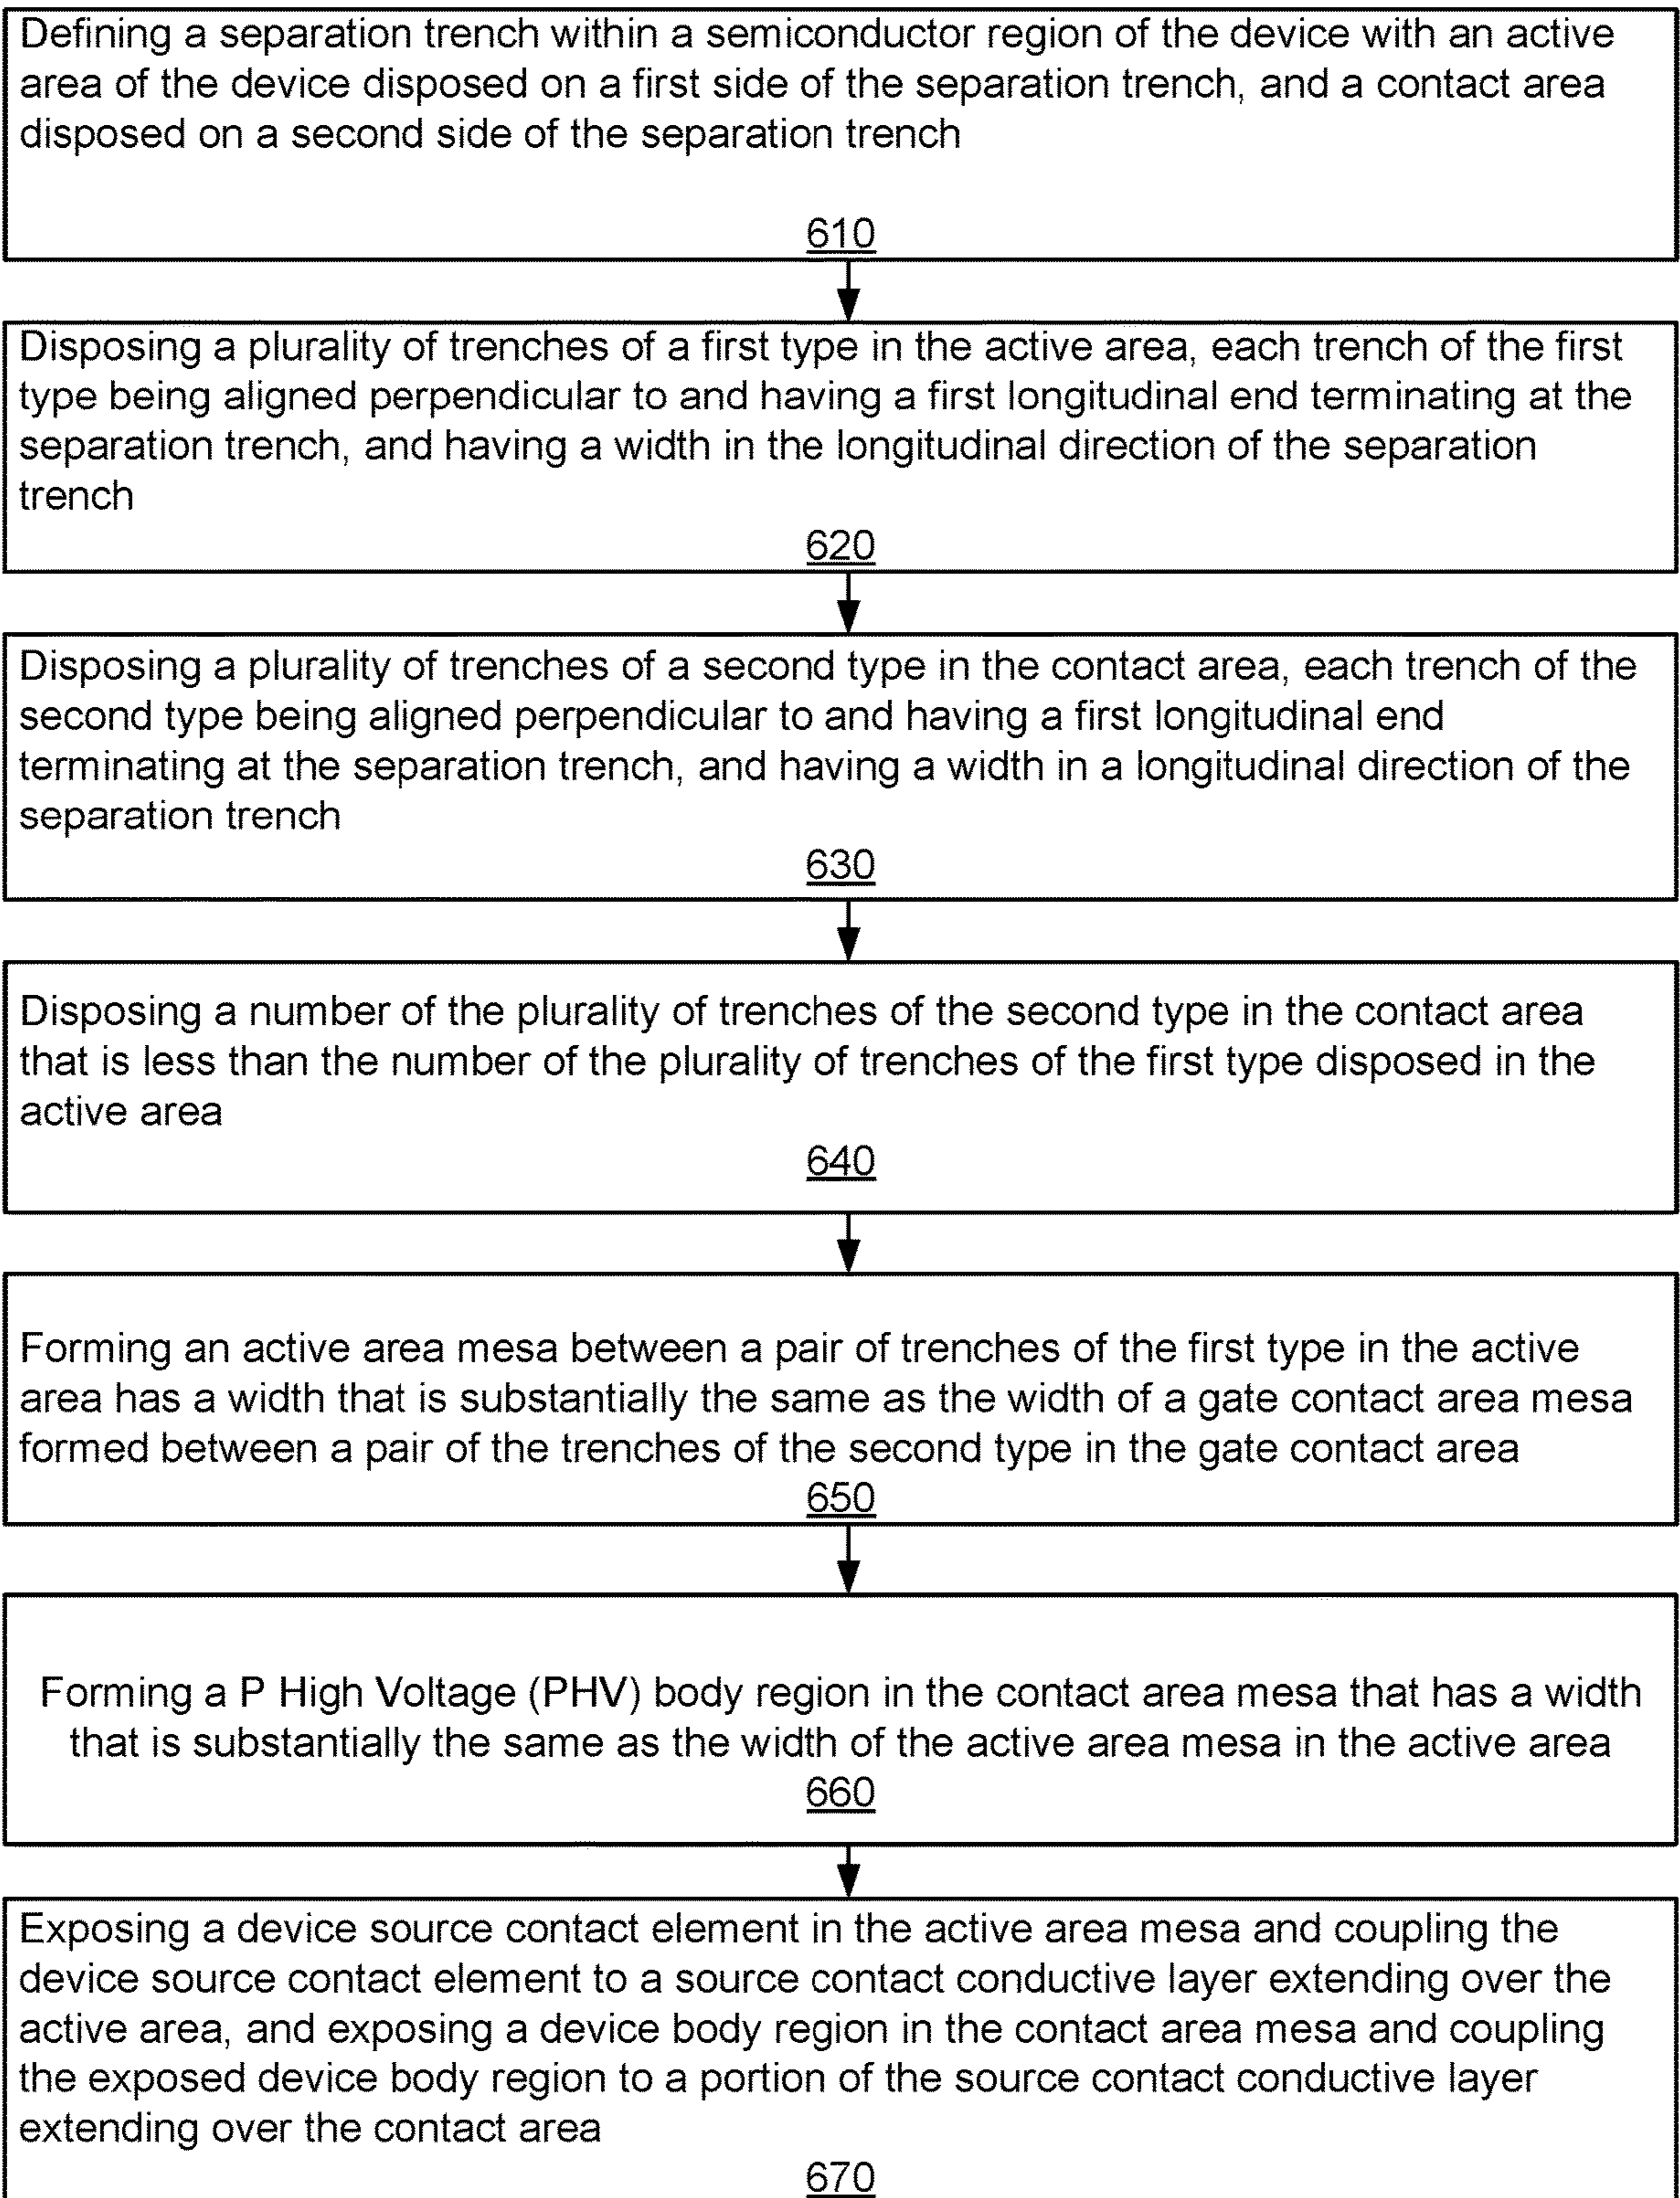 Defining a separation trench within a semiconductor region of the device with an active
area of the device disposed on a first side of the separation trench, and a contact area
disposed on a second side of the separation trench
610
Disposing a plurality of trenches of a first type in the active area, each trench of the first
type being aligned perpendicular to and having a first longitudinal end terminating at the
separation trench, and having a width in the longitudinal direction of the separation
trench
620
Disposing a plurality of trenches of a second type in the contact area, each trench of the
second type being aligned perpendicular to and having a first longitudinal end
terminating at the separation trench, and having a width in a longitudinal direction of the
separation trench
630
Disposing a number of the plurality of trenches of the second type in the contact area
that is less than the number of the plurality of trenches of the first type disposed in the
active area
640
Forming an active area mesa between a pair of trenches of the first type in the active
area has a width that is substantially the same as the width of a gate contact area mesa
formed between a pair of the trenches of the second type in the gate contact area
650
Forming a P High Voltage (PHV) body region in the contact area mesa that has a width
that is substantially the same as the width of the active area mesa in the active area
660
Exposing a device source contact element in the active area mesa and coupling the
device source contact element to a source contact conductive layer extending over the
active area, and exposing a device body region in the contact area mesa and coupling
the exposed device body region to a portion of the source contact conductive layer
extending over the contact area
670